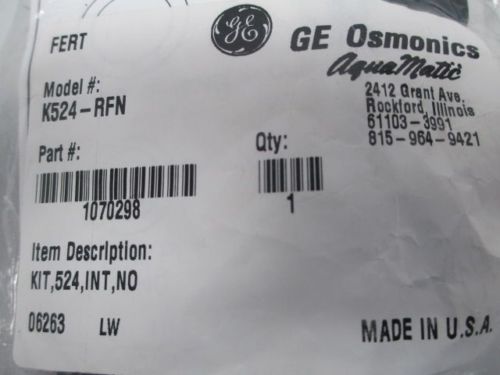 FERT
GE
GE Osmonics
AquaMatic
2412 Grant Ave.
Rockford, Illinois
61103-3991
815-964-9421
Model #:
K524-RFN
Part #:
1070298
Qty:
1
Item Description:
KIT,524,INT,NO
06263 LW
MADE IN U.S.A.